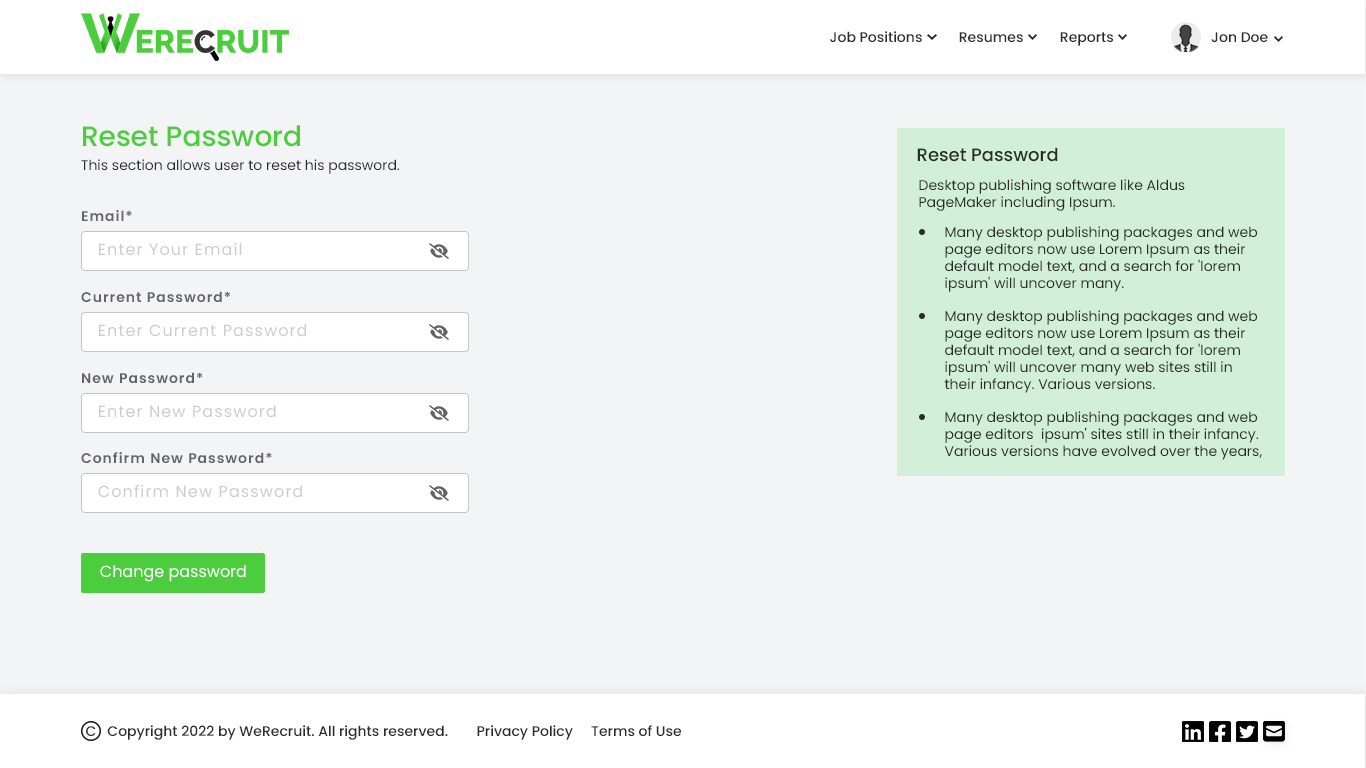 WERECRUIT
Job Positions
Resumes
Reports
Jon Doe
Reset Password
This section allows user to reset his password.
Email*
Enter Your Email
Current Password*
Enter Current Password
New Password*
Enter New Password
Confirm New Password*
Confirm New Password
Change password
Reset Password
Desktop publishing software like Aldus
PageMaker including Ipsum.
• Many desktop publishing packages and web
page editors now use Lorem Ipsum as their
default model text, and a search for 'lorem
ipsum' will uncover many.
• Many desktop publishing packages and web
page editors now use Lorem Ipsum as their
default model text, and a search for 'lorem
ipsum' will uncover many web sites still in
their infancy. Various versions.
• Many desktop publishing packages and web
page editors  ipsum' sites still in their infancy.
Various versions have evolved over the years,
© Copyright 2022 by WeRecruit. All rights reserved.
Privacy Policy
Terms of Use